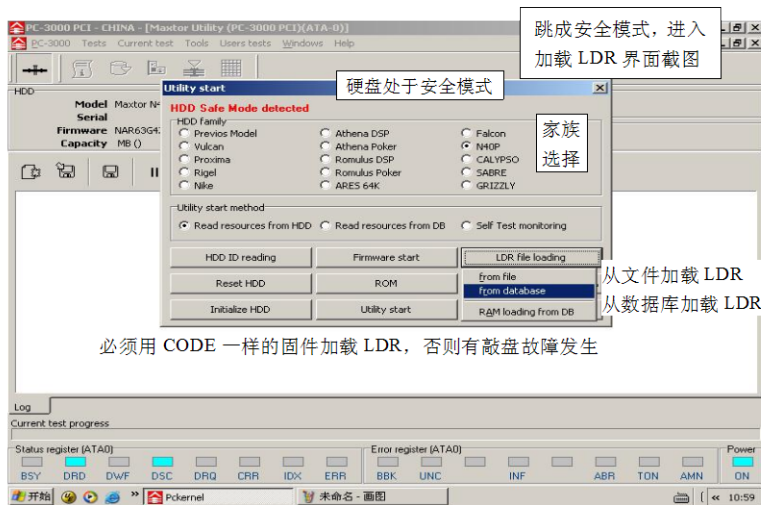 PC-3000 PCI - CHINA - [Maxtor Utility (PC-3000 PCI)(ATA-0)]
PC-3000 Tests Current test Tools Users tests Windows Help
跳成安全模式，进入
加载 LDR 界面截图
HDD
Model Maxtor N4
Serial
Firmware NAR63G4
Capacity MB ()
Utility start
硬盘处于安全模式
HDD Safe Mode detected
HDD family
Previos Model
Vulcan
Proxima
Rigel
Nike
Athena DSP
Athena Poker
Romulus DSP
Romulus Poker
ARES 64K
Falcon
N40P
CALYPSO
SABRE
GRIZZLY
家族
选择
Utility start method
Read resources from HDD Read resources from DB Self Test monitoring
HDD ID reading Firmware start LDR file loading
Reset HDD ROM
Initialize HDD Utility start
from file
from database
RAM loading from DB
从文件加载 LDR
从数据库加载 LDR
必须用 CODE 一样的固件加载 LDR，否则有敲盘故障发生
Log
Current test progress
Status register (ATA0) Error register (ATA0) Power
BSY DRD DWF DSC DRQ CRR IDX ERR BBK UNC INF ABR TON AMN ON
开始 » Pckernel 未命名 - 画图 « 10:59